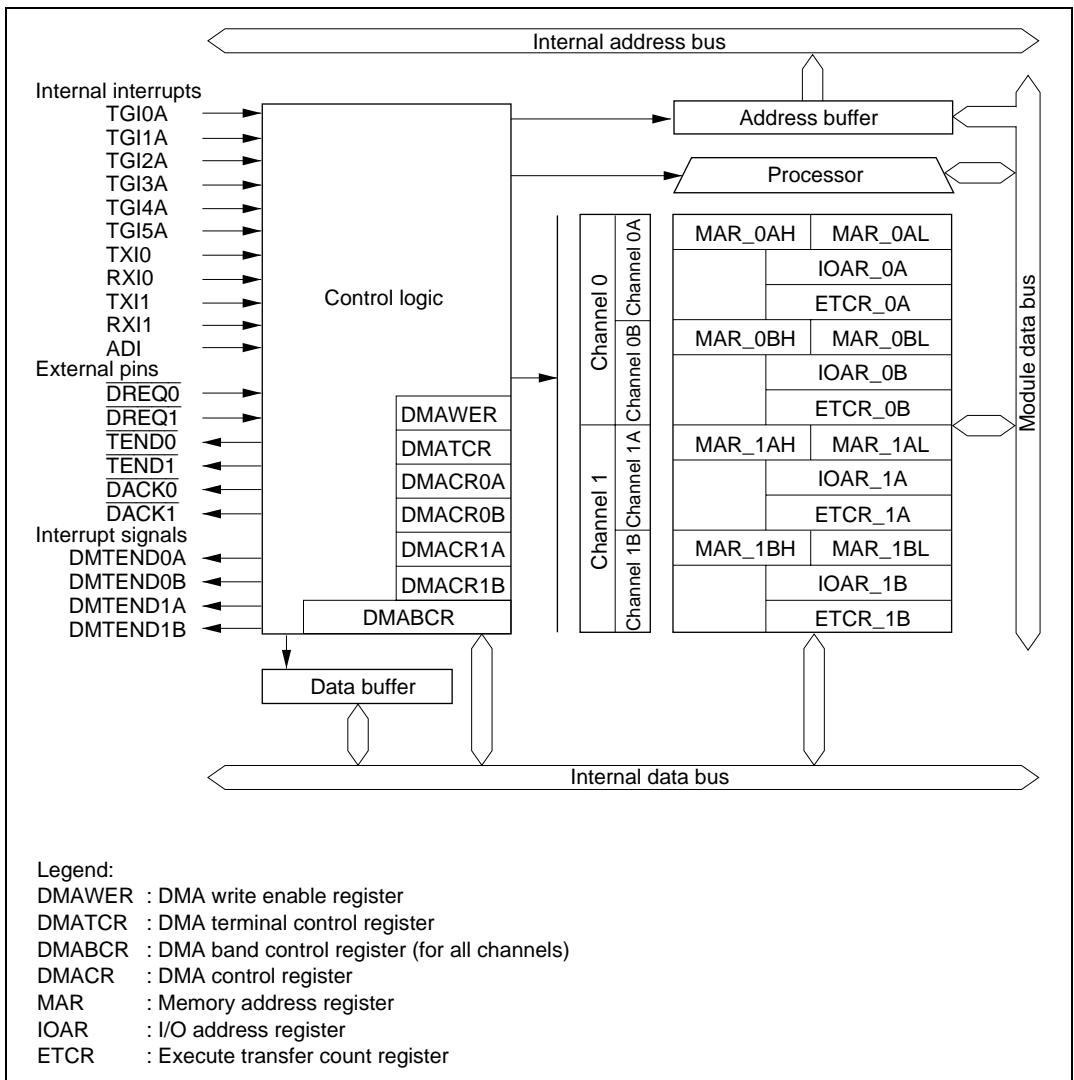 Internal address bus
Internal interrupts
TGI0A
TGI1A
TGI2A
TGI3A
TGI4A
TGI5A
TXI0
RXI0
TXI1
RXI1
ADI
External pins
DREQ0
DREQ1
TEND0
TEND1
DACK0
DACK1
Interrupt signals
DMTEND0A
DMTEND0B
DMTEND1A
DMTEND1B
Control logic
DMAWER
DMATCR
DMACR0A
DMACR0B
DMACR1A
DMACR1B
DMABCR
Data buffer
Address buffer
Processor
Channel 0
Channel 0A
Channel 0B
Channel 1
Channel 1A
Channel 1B
MAR_0AH MAR_0AL
IOAR_0A
ETCR_0A
MAR_0BH MAR_0BL
IOAR_0B
ETCR_0B
MAR_1AH MAR_1AL
IOAR_1A
ETCR_1A
MAR_1BH MAR_1BL
IOAR_1B
ETCR_1B
Module data bus
Internal data bus
Legend:
DMAWER : DMA write enable register
DMATCR : DMA terminal control register
DMABCR : DMA band control register (for all channels)
DMACR : DMA control register
MAR : Memory address register
IOAR : I/O address register
ETCR : Execute transfer count register